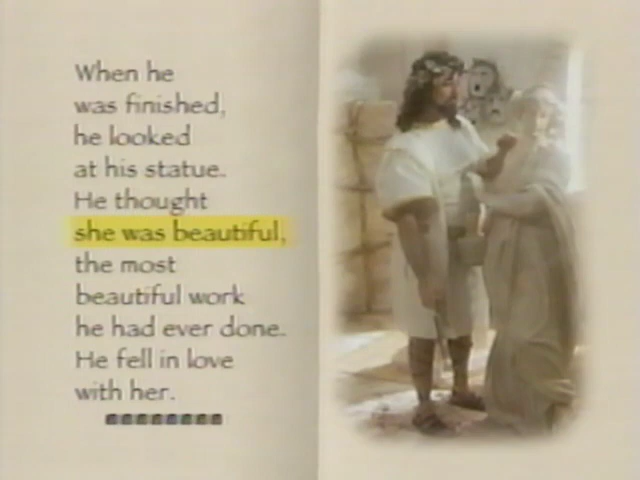 When he
was finished,
he looked
at his statue.
He thought
she was beautiful,
the most
beautiful work
he had ever done.
He fell in love
with her.